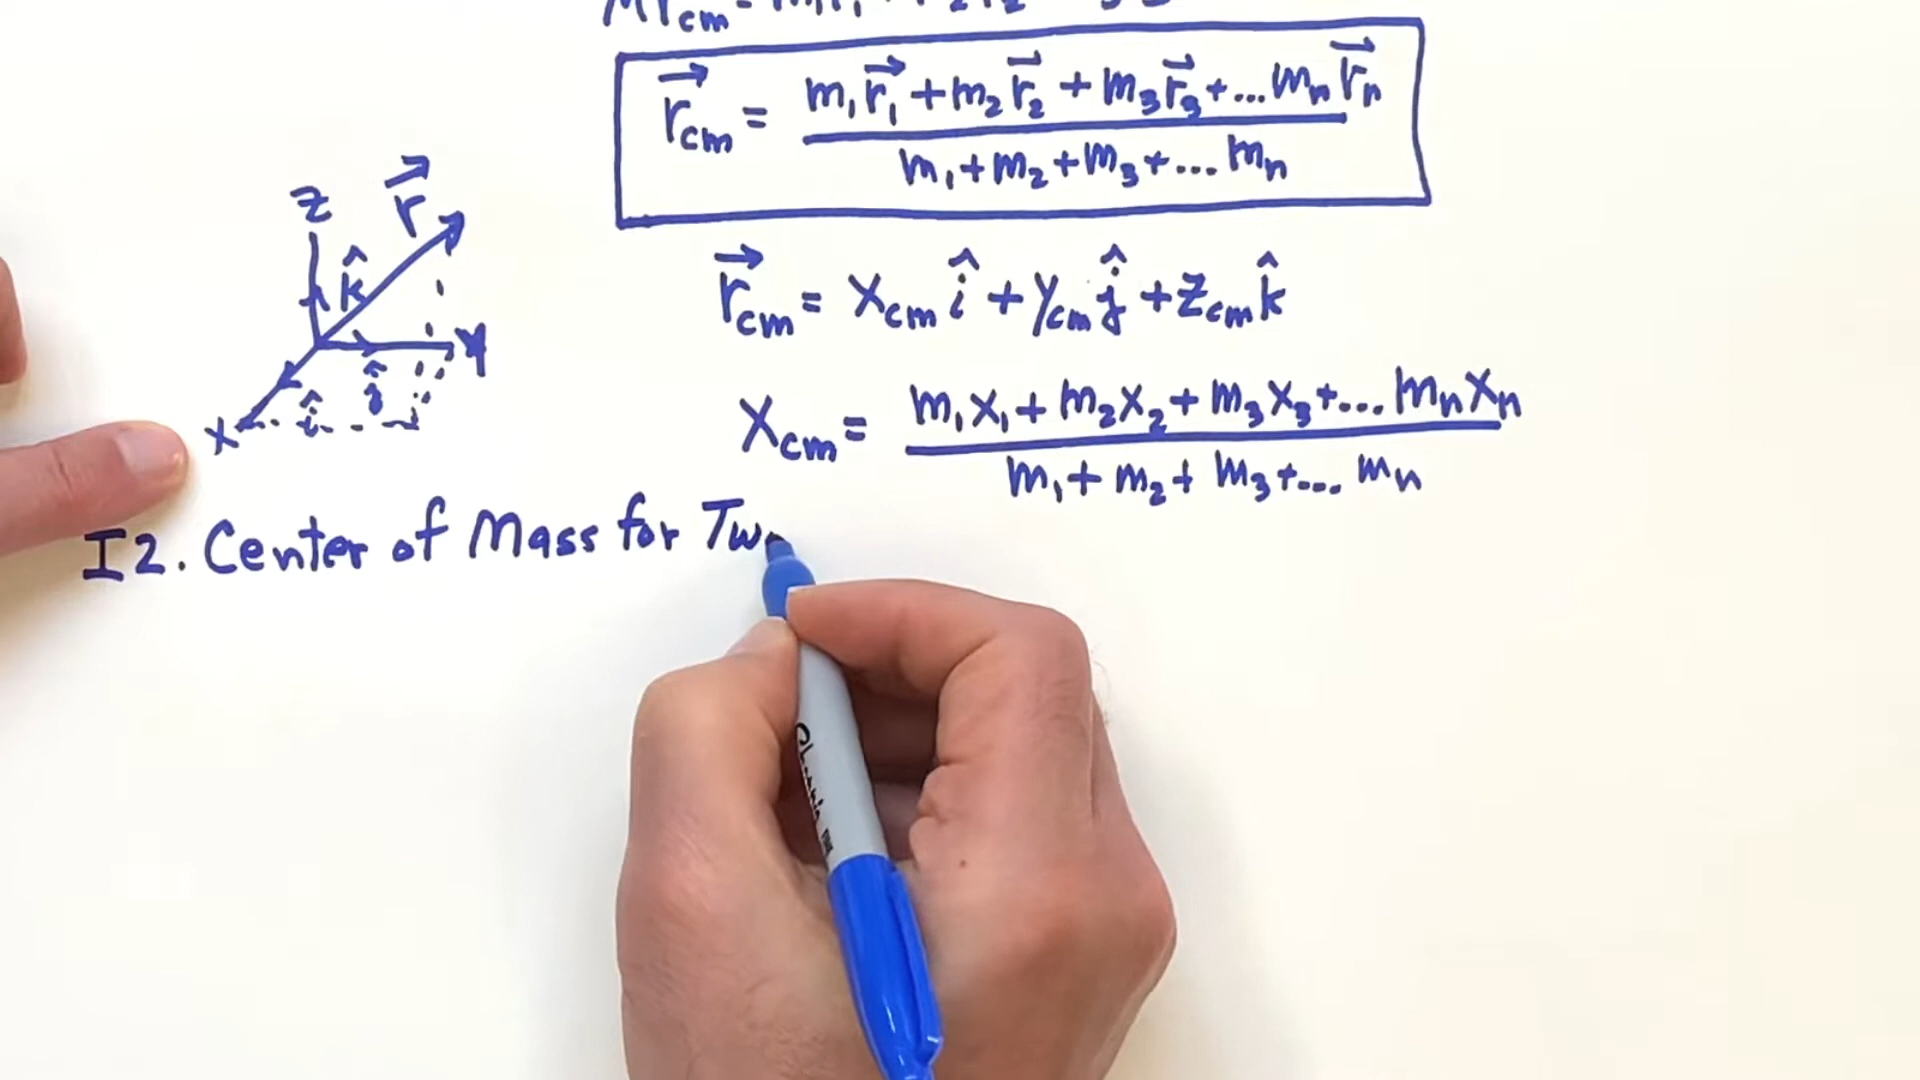 r⃗cm = (m₁r⃗₁ + m₂r⃗₂ + m₃r⃗₃ + ... mₙr⃗ₙ) / (m₁ + m₂ + m₃ + ... mₙ)
z r⃗
k̂
y
ĵ
î
x
r⃗cm = xcm î + ycm ĵ + zcm k̂
xcm = (m₁x₁ + m₂x₂ + m₃x₃ + ... mₙxₙ) / (m₁ + m₂ + m₃ + ... mₙ)
I2. Center of Mass for Tw